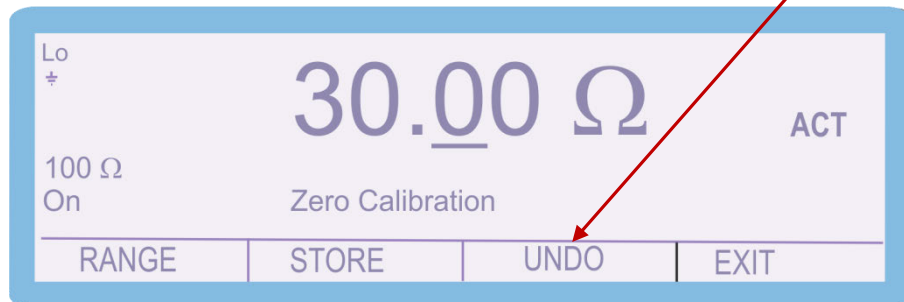 Lo
30.00 Ω
ACT
100 Ω
On
Zero Calibration
RANGE
STORE
UNDO
EXIT